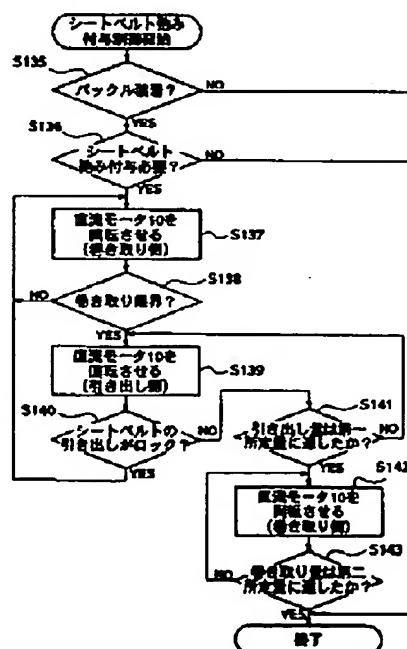 シートベルト弛み
付与制御開始
S135
バックル装着？
NO
YES
S136
シートベルト
弛み付与必要？
NO
YES
直流モータ10を
回転させる
(巻き取り側)
S137
S138
巻き取り限界？
NO
YES
直流モータ10を
回転させる
(引き出し側)
S139
S140
シートベルトの
引き出しがロック？
NO
YES
S141
引き出し量は第一
所定量に達したか？
NO
YES
S142
直流モータ10を
回転させる
(巻き取り側)
S143
巻き取り量は第二
所定量に達したか？
NO
YES
終了